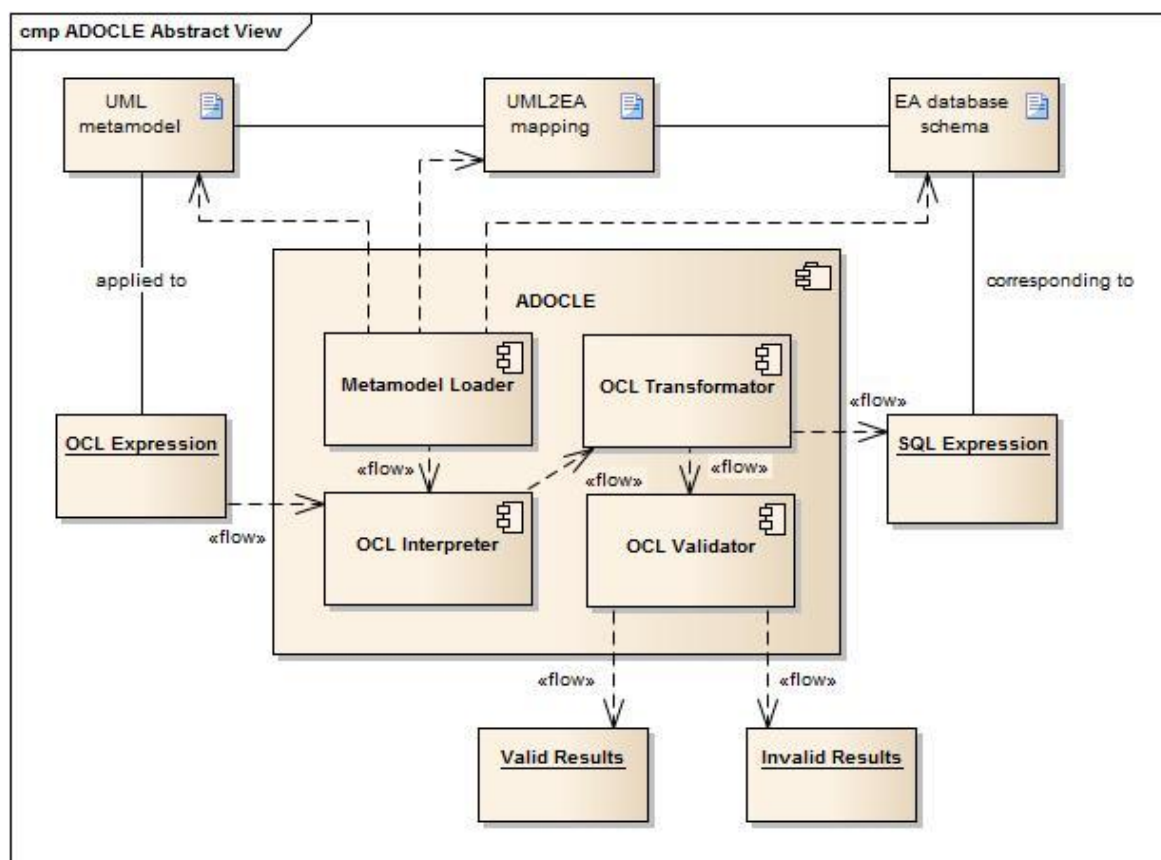 cmp ADOCLE Abstract View
UML
metamodel
UML2EA
mapping
EA database
schema
applied to
corresponding to
ADOCLE
Metamodel Loader
OCL Transformator
«flow»
OCL Expression
SQL Expression
«flow»
«flow»
«flow»
«flow»
OCL Interpreter
OCL Validator
«flow»
«flow»
Valid Results
Invalid Results